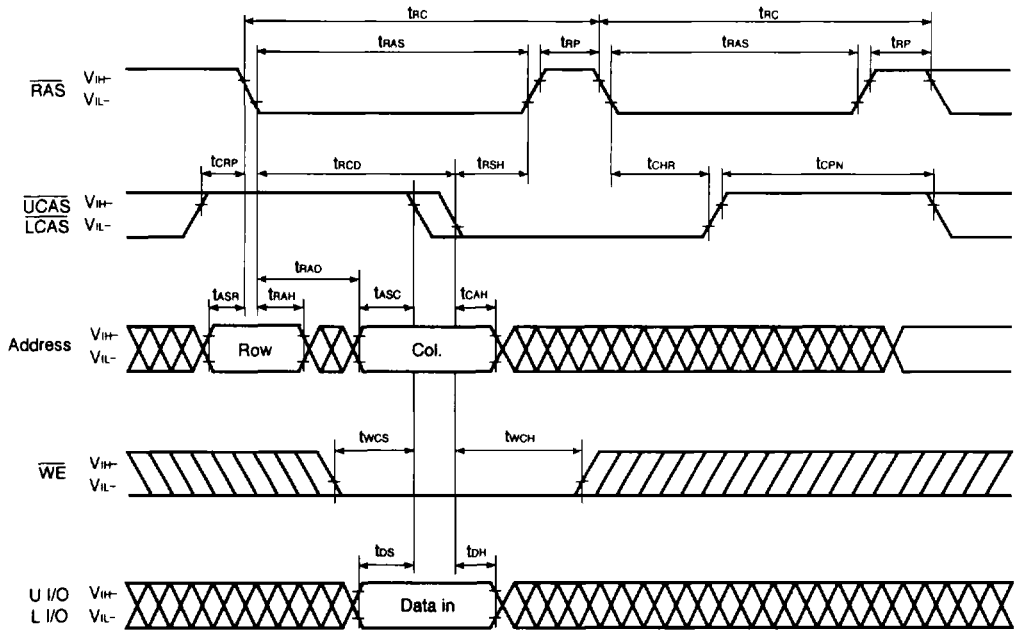 tRC tRC
tRAS tRP tRAS tRP
RAS VIH– VIL–
tCRP tRCD tRSH tCHR tCPN
UCAS VIH–
LCAS VIL–
tRAD
tASR tRAH tASC tCAH
Address VIH– VIL–
Row Col.
tWCS tWCH
WE VIH– VIL–
tDS tDH
U I/O VIH–
L I/O VIL–
Data in